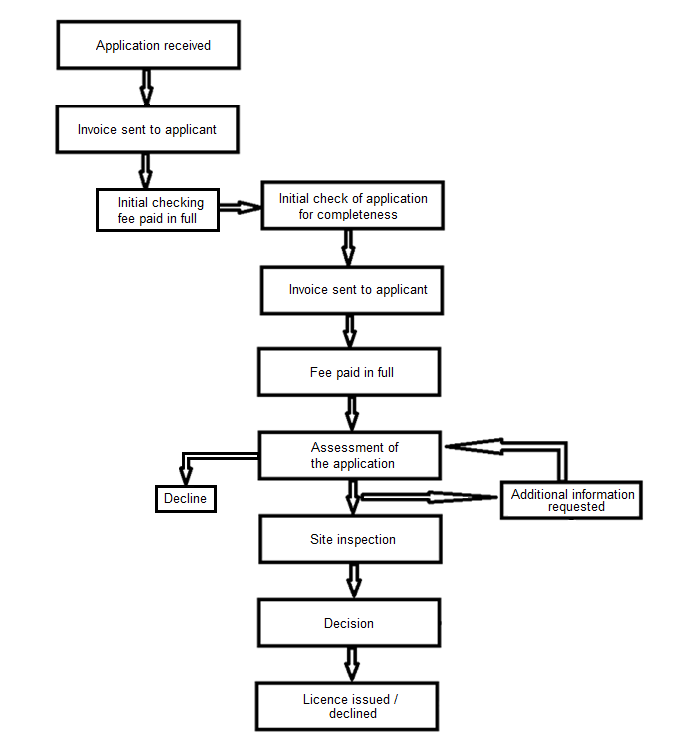 Application received
Invoice sent to applicant
Initial checking
fee paid in full
Initial check of application
for completeness
Invoice sent to applicant
Fee paid in full
Assessment of
the application
Decline
Additional information
requested
Site inspection
Decision
Licence issued /
declined